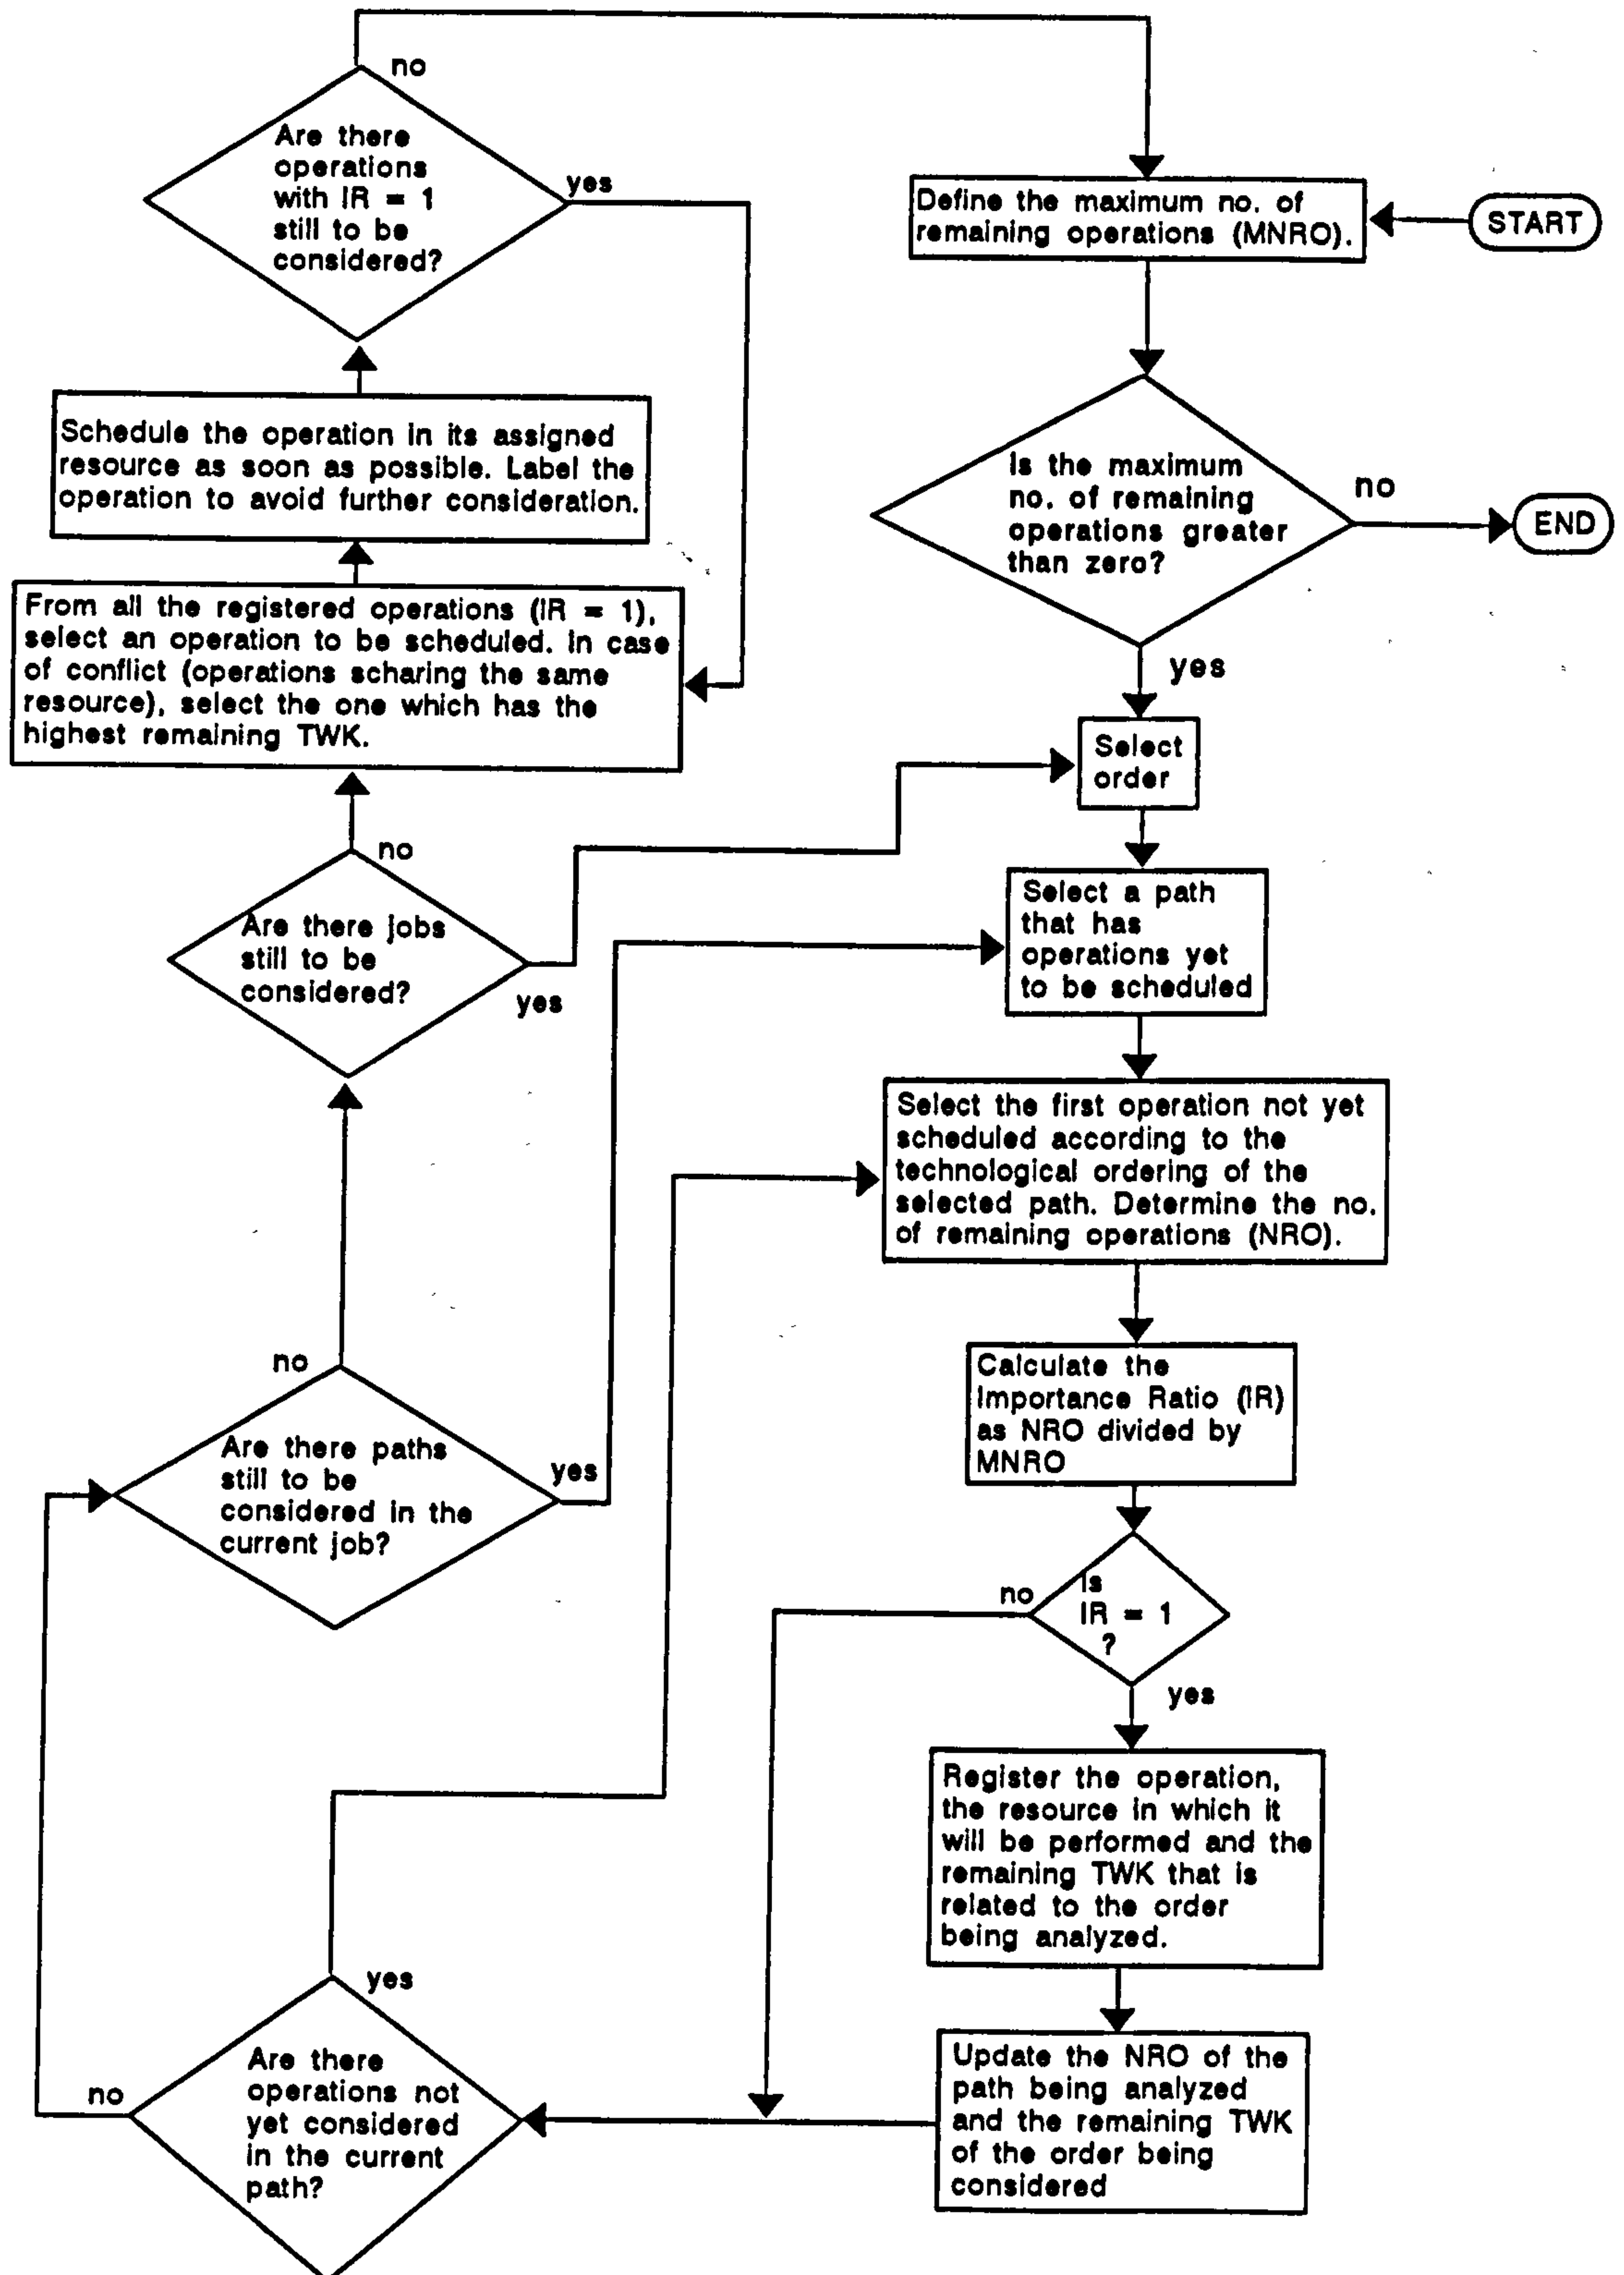 no
Are there
operations
with IR = 1
still to be
considered?
yes
Define the maximum no. of
remaining operations (MNRO).
START
Schedule the operation in its assigned
resource as soon as possible. Label the
operation to avoid further consideration.
Is the maximum
no. of remaining
operations greater
than zero?
no
END
yes
From all the registered operations (IR = 1),
select an operation to be scheduled. In case
of conflict (operations scharing the same
resource), select the one which has the
highest remaining TWK.
Select
order
no
Are there jobs
still to be
considered?
yes
Select a path
that has
operations yet
to be scheduled
Select the first operation not yet
scheduled according to the
technological ordering of the
selected path. Determine the no.
of remaining operations (NRO).
no
Are there paths
still to be
considered in the
current job?
yes
Calculate the
Importance Ratio (IR)
as NRO divided by
MNRO
no
Is
IR = 1
?
yes
Register the operation,
the resource in which it
will be performed and the
remaining TWK that is
related to the order
being analyzed.
yes
Are there
operations not
yet considered
in the current
path?
no
Update the NRO of the
path being analyzed
and the remaining TWK
of the order being
considered